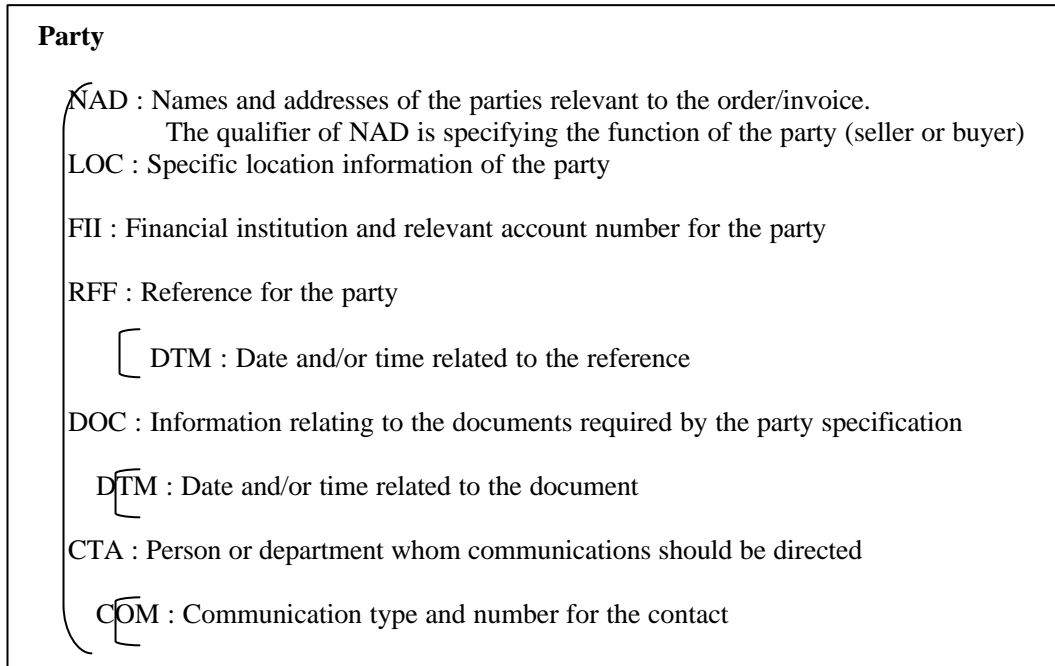 Party
NAD : Names and addresses of the parties relevant to the order/invoice.
The qualifier of NAD is specifying the function of the party (seller or buyer)
LOC : Specific location information of the party
FII : Financial institution and relevant account number for the party
RFF : Reference for the party
DTM : Date and/or time related to the reference
DOC : Information relating to the documents required by the party specification
DTM : Date and/or time related to the document
CTA : Person or department whom communications should be directed
COM : Communication type and number for the contact